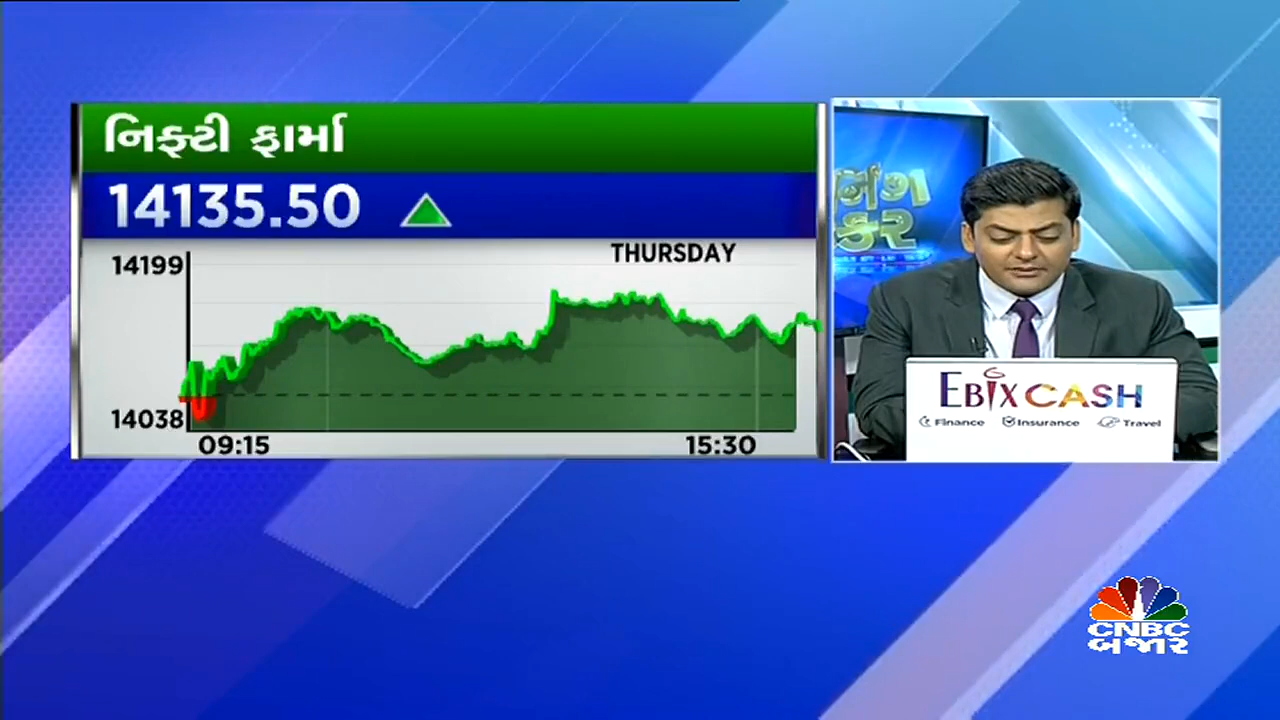 નિફ્ટી ફાર્મા
14135.50
THURSDAY
14199
14038
09:15
15:30
EBIXCASH
Finance
Insurance
Travel
CNBC
બજાર